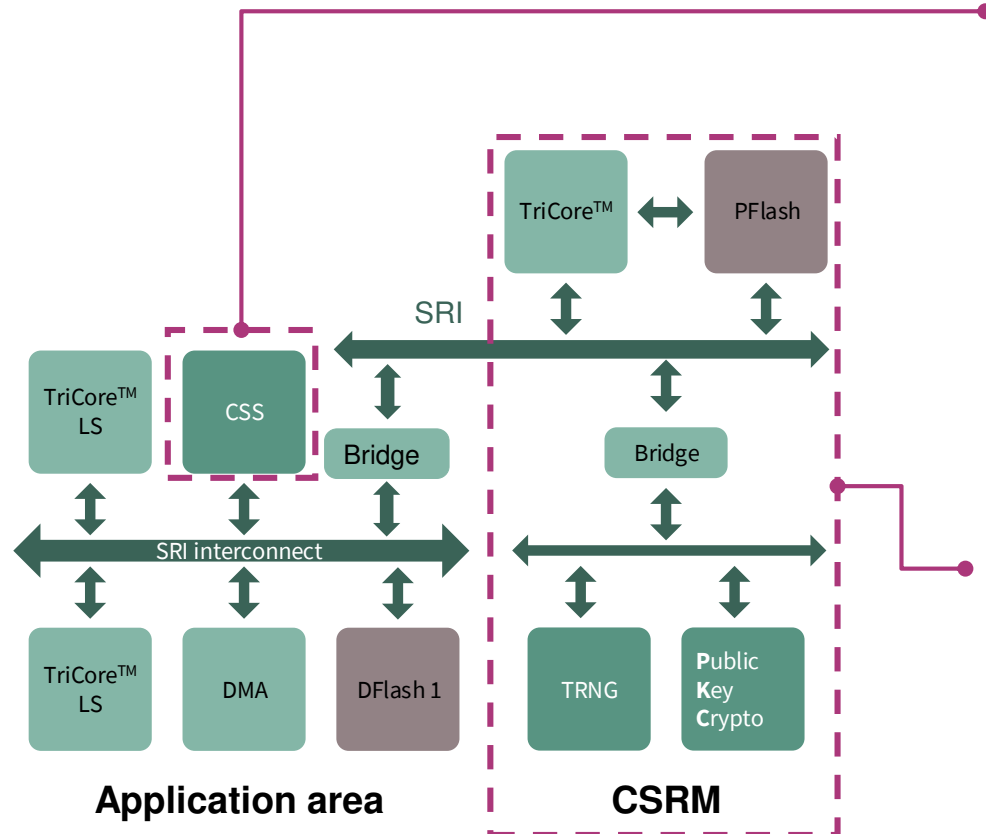 TriCore™
PFlash
SRI
TriCore™
LS
CSS
Bridge
Bridge
SRI interconnect
TriCore™
LS
DMA
DFlash 1
TRNG
Public
Key
Crypto
Application area
CSRM